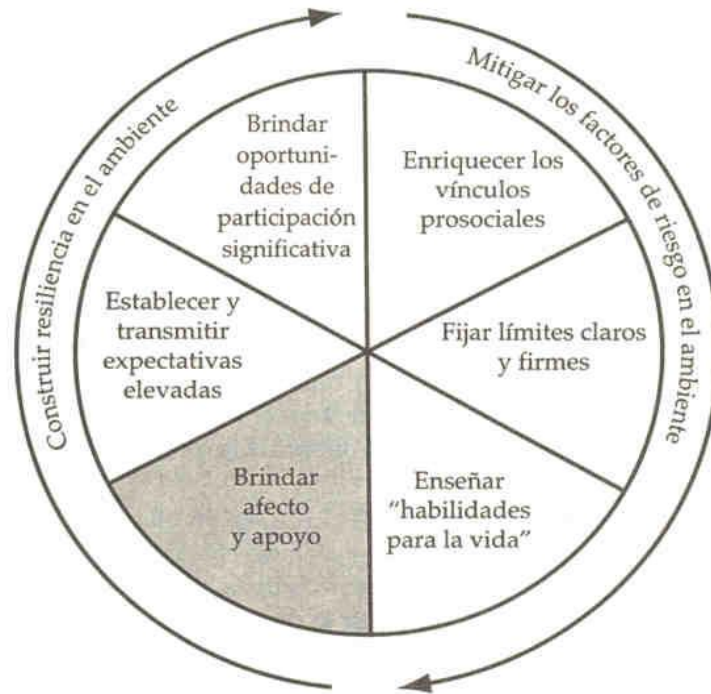 Construir resiliencia en el ambiente
Mitigar los factores de riesgo en el ambiente
Brindar
oportuni-
dades de
participación
significativa
Enriquecer los
vínculos
prosociales
Establecer y
transmitir
expectativas
elevadas
Fijar límites claros
y firmes
Brindar
afecto
y apoyo
Enseñar
“habilidades
para la vida”